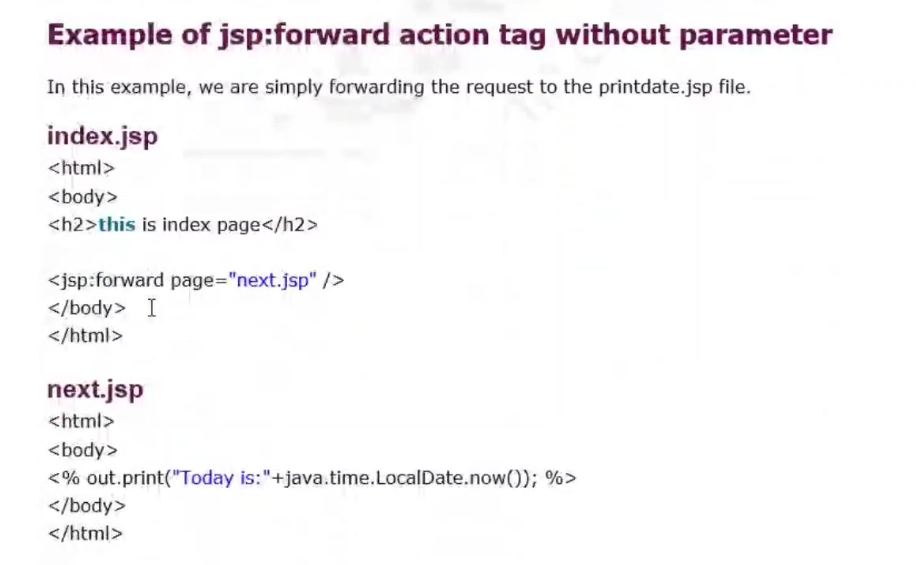 Example of jsp:forward action tag without parameter
In this example, we are simply forwarding the request to the printdate.jsp file.
index.jsp
<html>
<body>
<h2>this is index page</h2>
<jsp:forward page="next.jsp" />
</body>
</html>
next.jsp
<html>
<body>
<% out.print("Today is:"+java.time.LocalDate.now()); %>
</body>
</html>